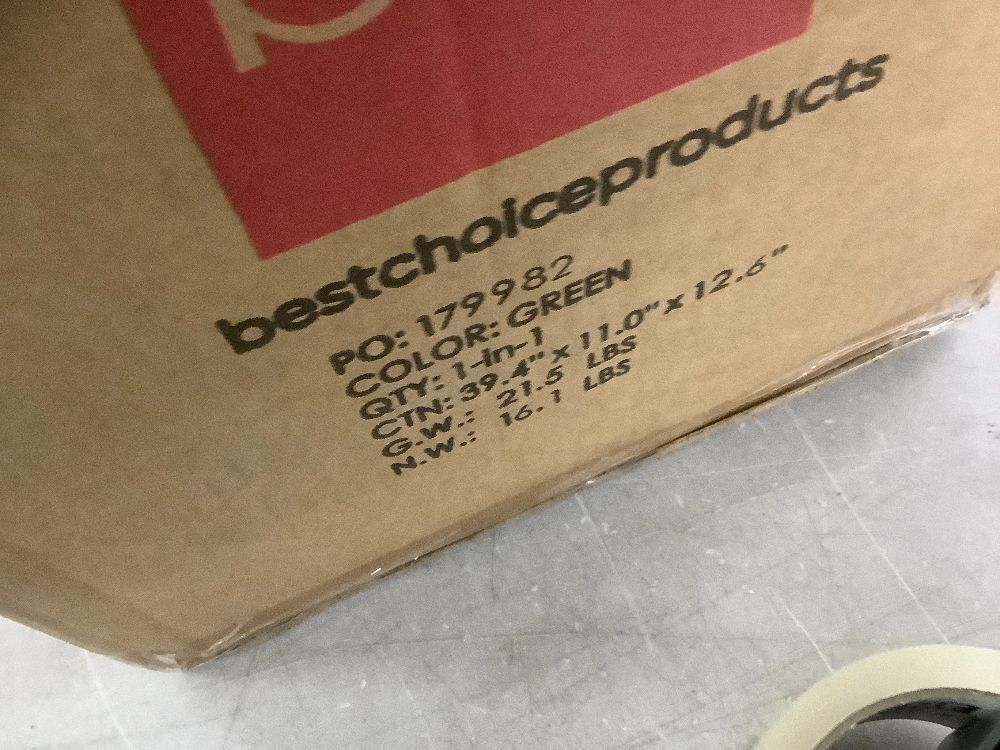 b
bestchoiceproducts
PO: 179982
COLOR: GREEN
QTY: 1-in-1
CTN: 39.4" x 11.0" x 12.6"
G.W.: 21.5 LBS
N.W.: 16.1 LBS